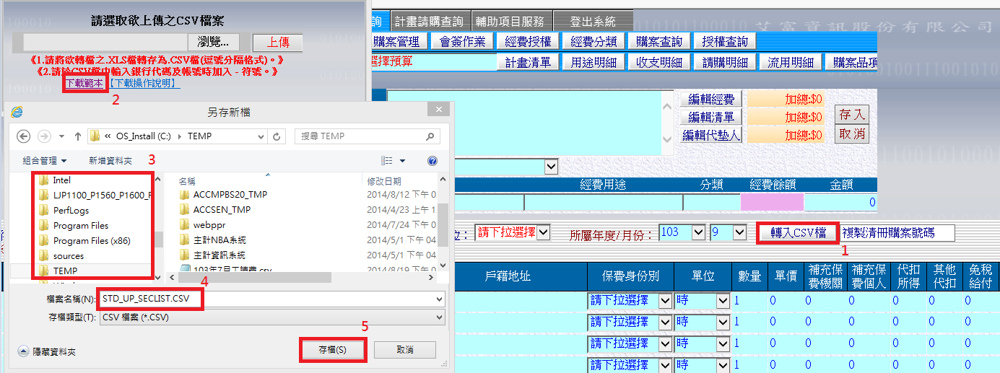 請選取欲上傳之CSV檔案
瀏覽... 上傳
《1.請將欲轉檔之.XLS檔轉存為.CSV檔(逗號分隔格式)。》
《2.請於CSV檔中輸入銀行代碼及帳號時加入 - 符號。》
下載範本 【下載操作說明】
2
詢 計畫請購查詢 輔助項目服務 登出系統
艾富資訊股份有限公司
購案管理 會簽作業 經費授權 經費分類 購案查詢 授權查詢
選擇預算 計畫清單 用途明細 收支明細 請購明細 流用明細 購案品項
編輯經費 加總:$0
編輯清單 加總:$0
編輯代墊人 加總:$0
存入
取消
經費用途 分類 經費餘額 金額
0
位: 請下拉選擇 所屬年度/月份: 103 9 轉入CSV檔 複製清冊購案號碼
1
戶籍地址 保費身份別 單位 數量 單價 補充保費機關 補充保費個人 代扣所得 其他代扣 免稅給付
請下拉選擇 時 1 0 0 0 0 0 0
請下拉選擇 時 1 0 0 0 0 0 0
請下拉選擇 時 1 0 0 0 0 0 0
請下拉選擇 時 1 0 0 0 0 0 0
另存新檔
« OS_Install (C:) TEMP 搜尋 TEMP
組合管理 新增資料夾
3
Intel
LJP1100_P1560_P1600_F
PerfLogs
Program Files
Program Files (x86)
sources
TEMP
名稱 修改日期
ACCMPBS20_TMP 2014/8/12 下午 0
ACCSEN_TMP 2014/4/23 上午 1
webppr 2014/7/24 下午 0
主計NBA系統 2014/5/1 下午 04
主計資訊系統 2014/5/1 下午 04
103年7月工讀費.csv 2014/8/19 下午 0
4
檔案名稱(N): STD_UP_SECLIST.CSV
存檔類型(T): CSV 檔案 (*.CSV)
5
隱藏資料夾 存檔(S) 取消